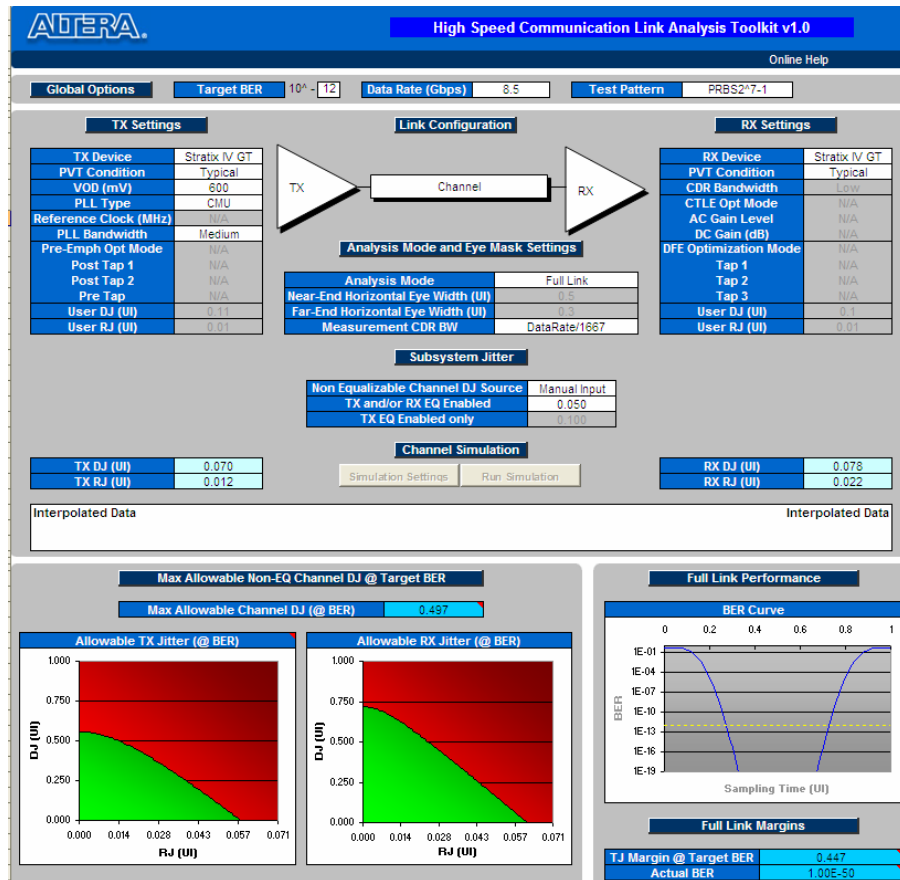 ALTERA.
High Speed Communication Link Analysis Toolkit v1.0
Online Help
Global Options Target BER 10^ - 12 Data Rate (Gbps) 8.5 Test Pattern PRBS2^7-1
TX Settings
TX Device Stratix IV GT
PVT Condition Typical
VOD (mV) 600
PLL Type CMU
Reference Clock (MHz) N/A
PLL Bandwidth Medium
Pre-Emph Opt Mode N/A
Post Tap 1 N/A
Post Tap 2 N/A
Pre Tap N/A
User DJ (UI) 0.11
User RJ (UI) 0.01
Link Configuration
TX
Channel
RX
Analysis Mode and Eye Mask Settings
Analysis Mode Full Link
Near-End Horizontal Eye Width (UI) 0.5
Far-End Horizontal Eye Width (UI) 0.3
Measurement CDR BW DataRate/1667
Subsystem Jitter
Non Equalizable Channel DJ Source Manual Input
TX and/or RX EQ Enabled 0.050
TX EQ Enabled only 0.100
RX Settings
RX Device Stratix IV GT
PVT Condition Typical
CDR Bandwidth Low
CTLE Opt Mode N/A
AC Gain Level N/A
DC Gain (dB) N/A
DFE Optimization Mode N/A
Tap 1 N/A
Tap 2 N/A
Tap 3 N/A
User DJ (UI) 0.1
User RJ (UI) 0.01
Channel Simulation
TX DJ (UI) 0.070
TX RJ (UI) 0.012
Simulation Settings Run Simulation
RX DJ (UI) 0.078
RX RJ (UI) 0.022
Interpolated Data Interpolated Data
Max Allowable Non-EQ Channel DJ @ Target BER
Max Allowable Channel DJ (@ BER) 0.497
Allowable TX Jitter (@ BER)
1.000
0.750
0.500
0.250
0.000
DJ (UI)
0.000 0.014 0.028 0.043 0.057 0.071
RJ (UI)
Allowable RX Jitter (@ BER)
1.000
0.750
0.500
0.250
0.000
DJ (UI)
0.000 0.014 0.028 0.043 0.057 0.071
RJ (UI)
Full Link Performance
BER Curve
0 0.2 0.4 0.6 0.8 1
1E-01
1E-04
1E-07
1E-10
1E-13
1E-16
1E-19
BER
Sampling Time (UI)
Full Link Margins
TJ Margin @ Target BER 0.447
Actual BER 1.00E-50